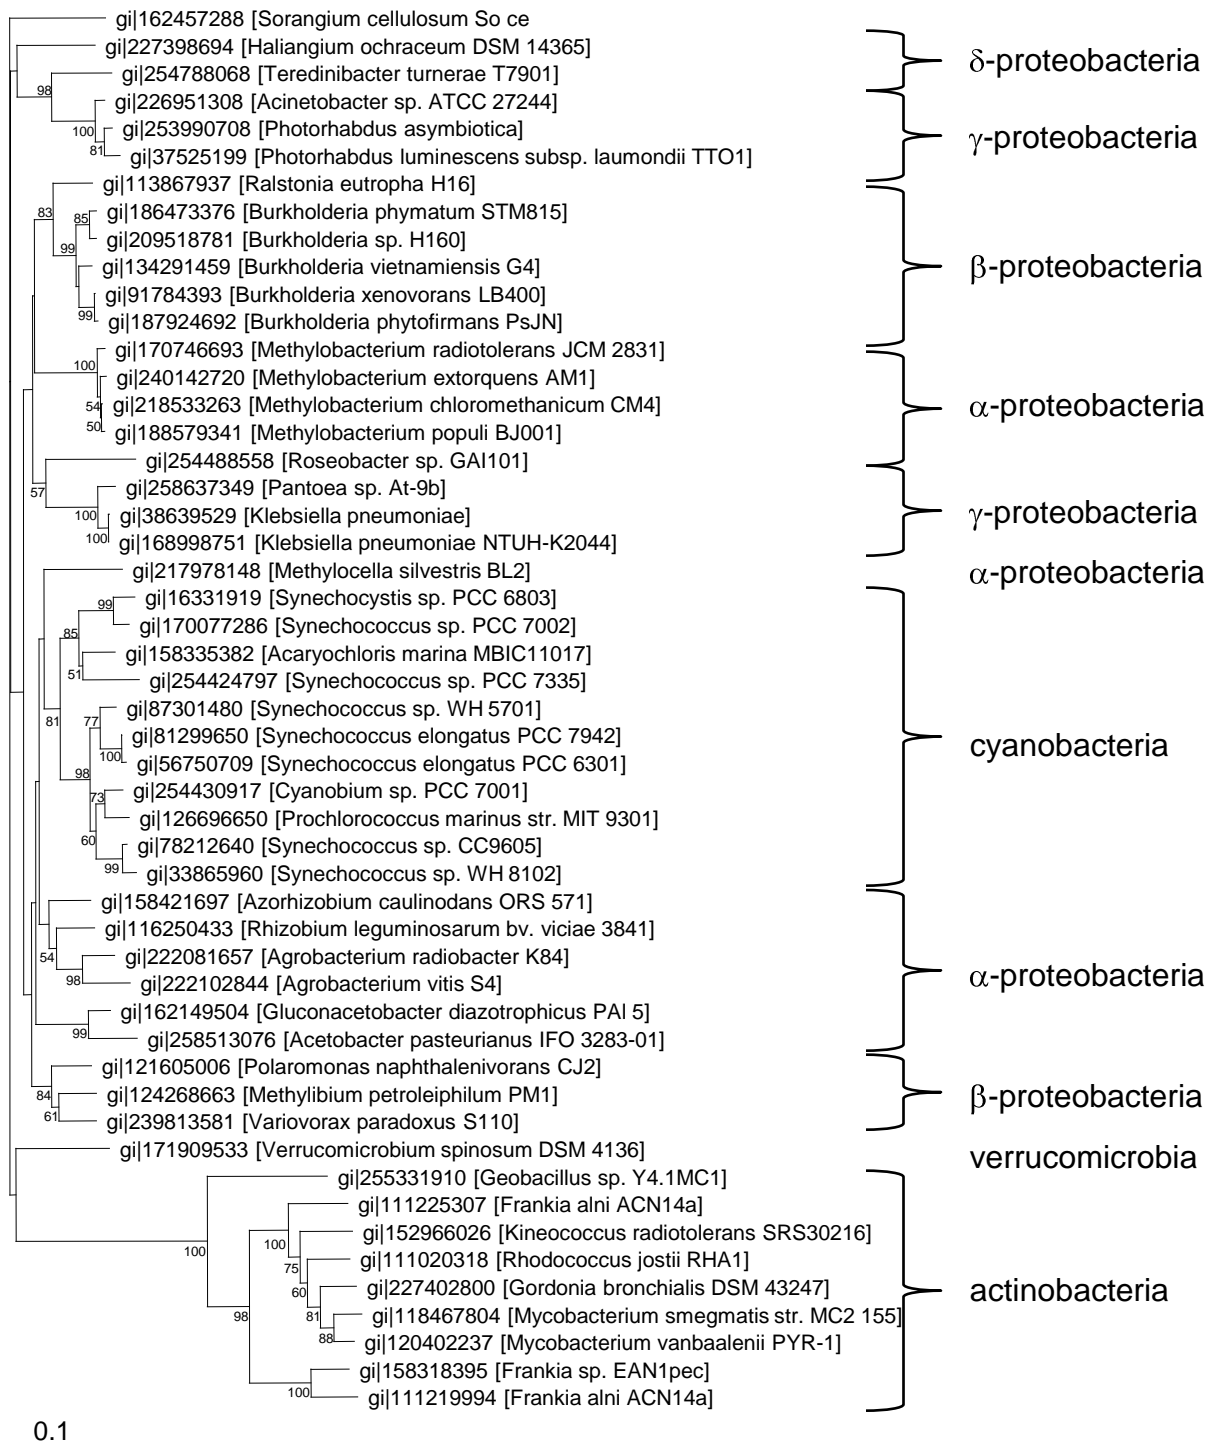 gi|162457288 [Sorangium cellulosum So ce
gi|227398694 [Haliangium ochraceum DSM 14365]
δ-proteobacteria
gi|254788068 [Teredinibacter turnerae T7901]
98
gi|226951308 [Acinetobacter sp. ATCC 27244]
100
gi|253990708 [Photorhabdus asymbiotica]
γ-proteobacteria
81
gi|37525199 [Photorhabdus luminescens subsp. laumondii TTO1]
gi|113867937 [Ralstonia eutropha H16]
83
85
gi|186473376 [Burkholderia phymatum STM815]
gi|209518781 [Burkholderia sp. H160]
99
gi|134291459 [Burkholderia vietnamiensis G4]
β-proteobacteria
gi|91784393 [Burkholderia xenovorans LB400]
99
gi|187924692 [Burkholderia phytofirmans PsJN]
gi|170746693 [Methylobacterium radiotolerans JCM 2831]
100
gi|240142720 [Methylobacterium extorquens AM1]
54
gi|218533263 [Methylobacterium chloromethanicum CM4]
α-proteobacteria
50
gi|188579341 [Methylobacterium populi BJ001]
gi|254488558 [Roseobacter sp. GAI101]
57
gi|258637349 [Pantoea sp. At-9b]
100
gi|38639529 [Klebsiella pneumoniae]
γ-proteobacteria
100
gi|168998751 [Klebsiella pneumoniae NTUH-K2044]
gi|217978148 [Methylocella silvestris BL2]
α-proteobacteria
99
gi|16331919 [Synechocystis sp. PCC 6803]
85
gi|170077286 [Synechococcus sp. PCC 7002]
gi|158335382 [Acaryochloris marina MBIC11017]
51
gi|254424797 [Synechococcus sp. PCC 7335]
81
77
gi|87301480 [Synechococcus sp. WH 5701]
gi|81299650 [Synechococcus elongatus PCC 7942]
cyanobacteria
100
gi|56750709 [Synechococcus elongatus PCC 6301]
98
73
gi|254430917 [Cyanobium sp. PCC 7001]
gi|126696650 [Prochlorococcus marinus str. MIT 9301]
60
gi|78212640 [Synechococcus sp. CC9605]
99
gi|33865960 [Synechococcus sp. WH 8102]
gi|158421697 [Azorhizobium caulinodans ORS 571]
gi|116250433 [Rhizobium leguminosarum bv. viciae 3841]
54
gi|222081657 [Agrobacterium radiobacter K84]
α-proteobacteria
98
gi|222102844 [Agrobacterium vitis S4]
gi|162149504 [Gluconacetobacter diazotrophicus PAl 5]
99
gi|258513076 [Acetobacter pasteurianus IFO 3283-01]
gi|121605006 [Polaromonas naphthalenivorans CJ2]
84
gi|124268663 [Methylibium petroleiphilum PM1]
β-proteobacteria
61
gi|239813581 [Variovorax paradoxus S110]
gi|171909533 [Verrucomicrobium spinosum DSM 4136]
verrucomicrobia
gi|255331910 [Geobacillus sp. Y4.1MC1]
gi|111225307 [Frankia alni ACN14a]
100
100
gi|152966026 [Kineococcus radiotolerans SRS30216]
75
gi|111020318 [Rhodococcus jostii RHA1]
60
gi|227402800 [Gordonia bronchialis DSM 43247]
actinobacteria
98
81
gi|118467804 [Mycobacterium smegmatis str. MC2 155]
88
gi|120402237 [Mycobacterium vanbaalenii PYR-1]
gi|158318395 [Frankia sp. EAN1pec]
100
gi|111219994 [Frankia alni ACN14a]
0.1